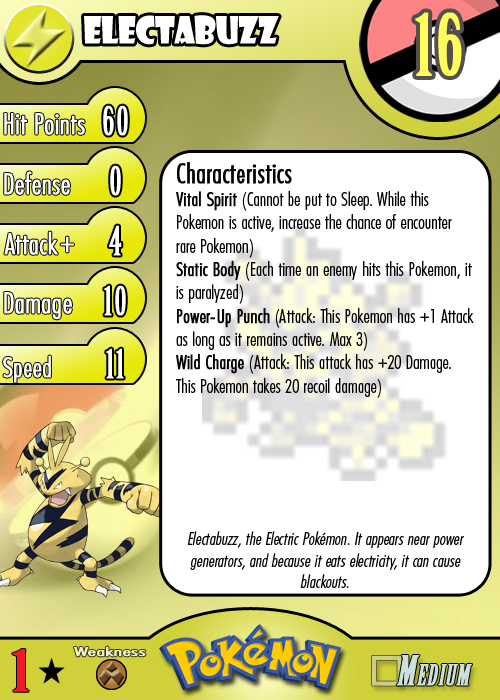 ELECTABUZZ
16
Hit Points 60
Defense 0
Attack+ 4
Damage 10
Speed 11
Characteristics
Vital Spirit (Cannot be put to Sleep. While this
Pokemon is active, increase the chance of encounter
rare Pokemon)
Static Body (Each time an enemy hits this Pokemon, it
is paralyzed)
Power-Up Punch (Attack: This Pokemon has +1 Attack
as long as it remains active. Max 3)
Wild Charge (Attack: This attack has +20 Damage.
This Pokemon takes 20 recoil damage)
Electabuzz, the Electric Pokémon. It appears near power
generators, and because it eats electricity, it can cause
blackouts.
1
Weakness
POKéMON
MEDIUM